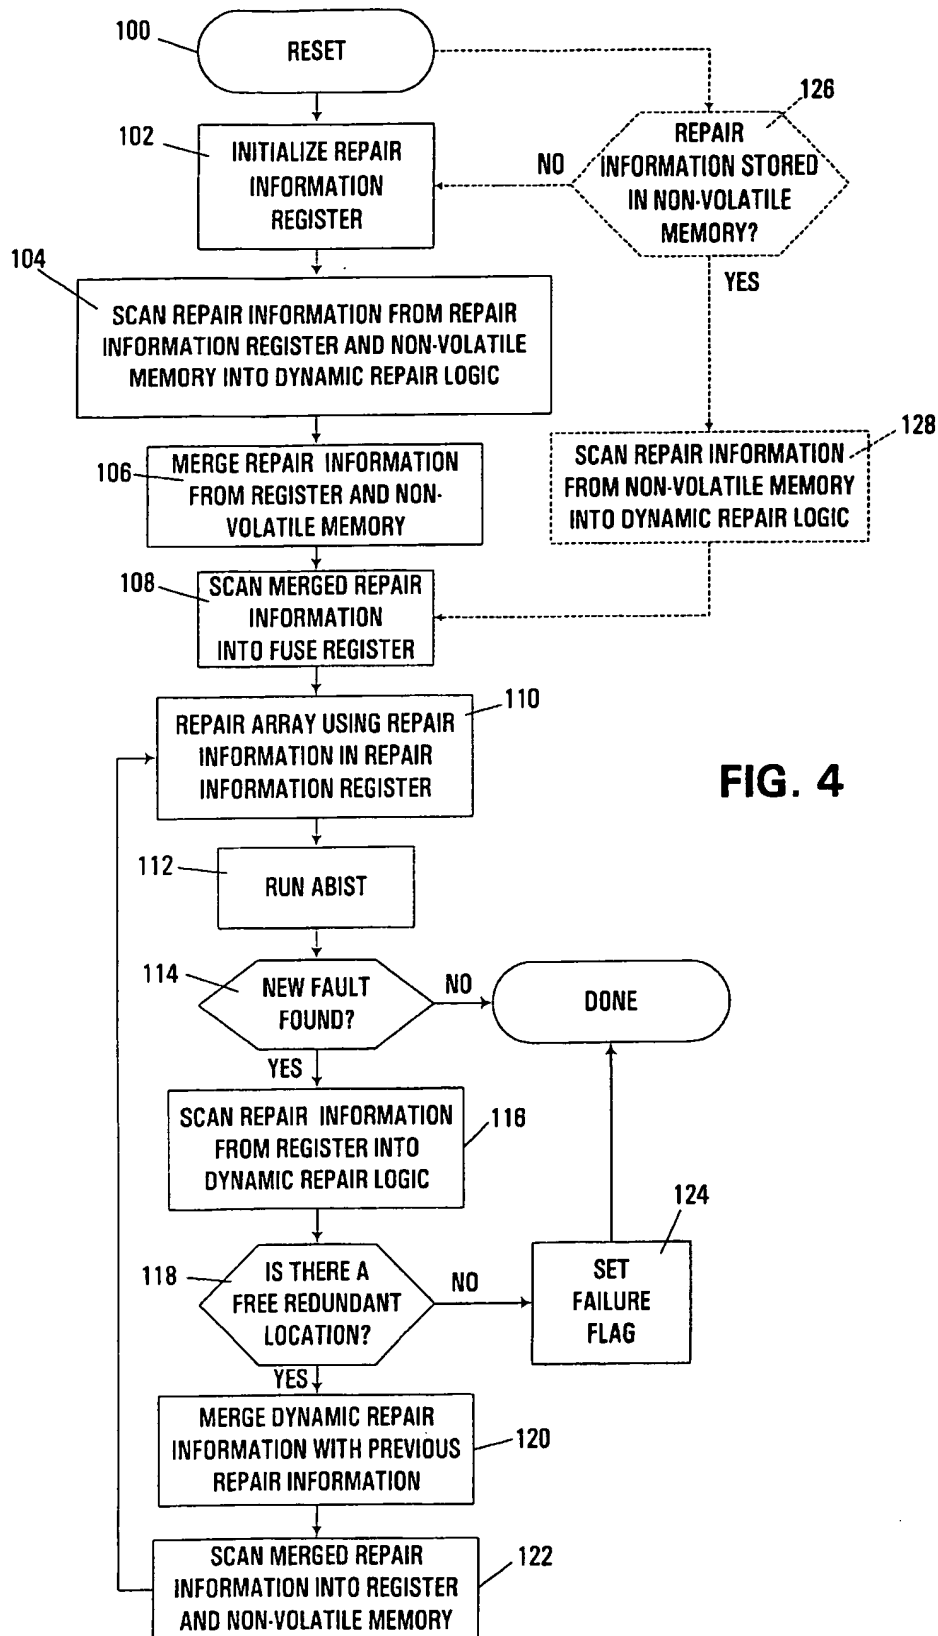 100
RESET
126
REPAIR
INFORMATION STORED
IN NON-VOLATILE
MEMORY?
NO
YES
102
INITIALIZE REPAIR
INFORMATION
REGISTER
104
SCAN REPAIR INFORMATION FROM REPAIR
INFORMATION REGISTER AND NON-VOLATILE
MEMORY INTO DYNAMIC REPAIR LOGIC
106
MERGE REPAIR INFORMATION
FROM REGISTER AND NON-
VOLATILE MEMORY
128
SCAN REPAIR INFORMATION
FROM NON-VOLATILE MEMORY
INTO DYNAMIC REPAIR LOGIC
108
SCAN MERGED REPAIR
INFORMATION
INTO FUSE REGISTER
110
REPAIR ARRAY USING REPAIR
INFORMATION IN REPAIR
INFORMATION REGISTER
FIG. 4
112
RUN ABIST
114
NEW FAULT
FOUND?
NO
DONE
YES
116
SCAN REPAIR INFORMATION
FROM REGISTER INTO
DYNAMIC REPAIR LOGIC
118
IS THERE A
FREE REDUNDANT
LOCATION?
NO
124
SET
FAILURE
FLAG
YES
MERGE DYNAMIC REPAIR
INFORMATION WITH PREVIOUS
REPAIR INFORMATION
120
SCAN MERGED REPAIR
INFORMATION INTO REGISTER
AND NON-VOLATILE MEMORY
122